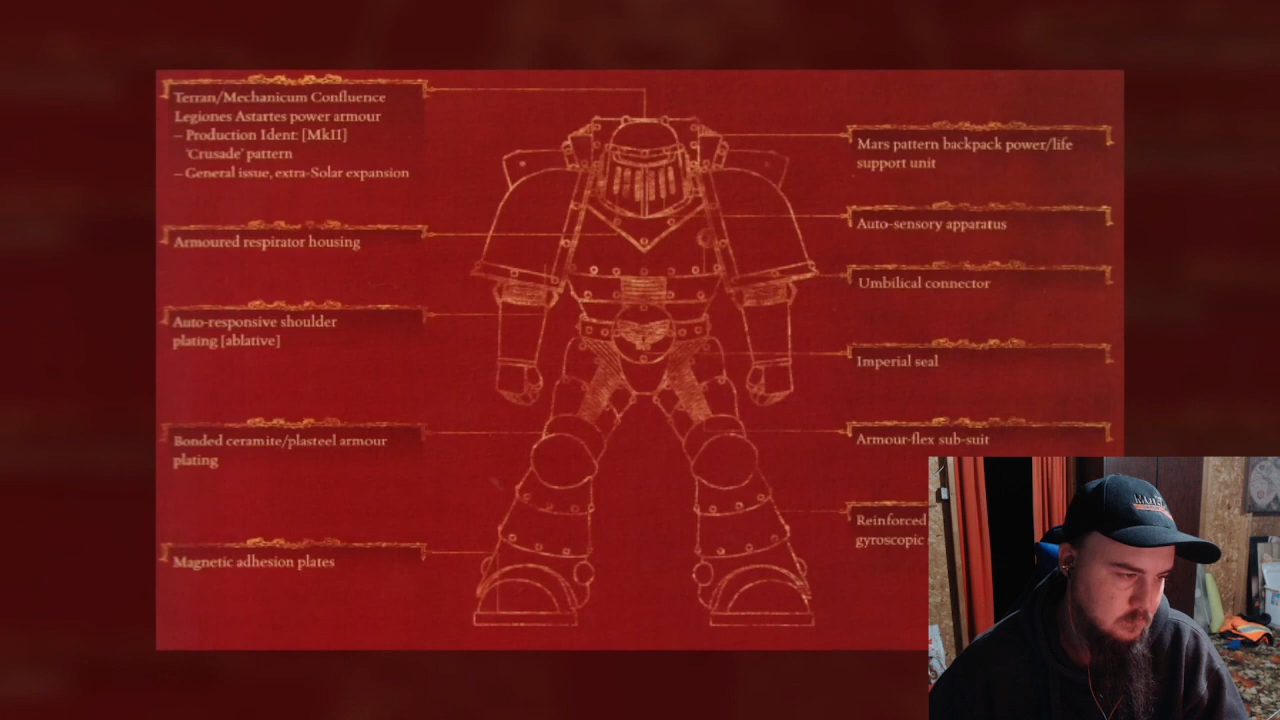 Terran/Mechanicum Confluence
Legiones Astartes power armour
– Production Ident: [MkII]
'Crusade' pattern
– General issue, extra-Solar expansion
Armoured respirator housing
Auto-responsive shoulder
plating [ablative]
Bonded ceramite/plasteel armour
plating
Magnetic adhesion plates
Mars pattern backpack power/life
support unit
Auto-sensory apparatus
Umbilical connector
Imperial seal
Armour-flex sub-suit
Reinforced
gyroscopic